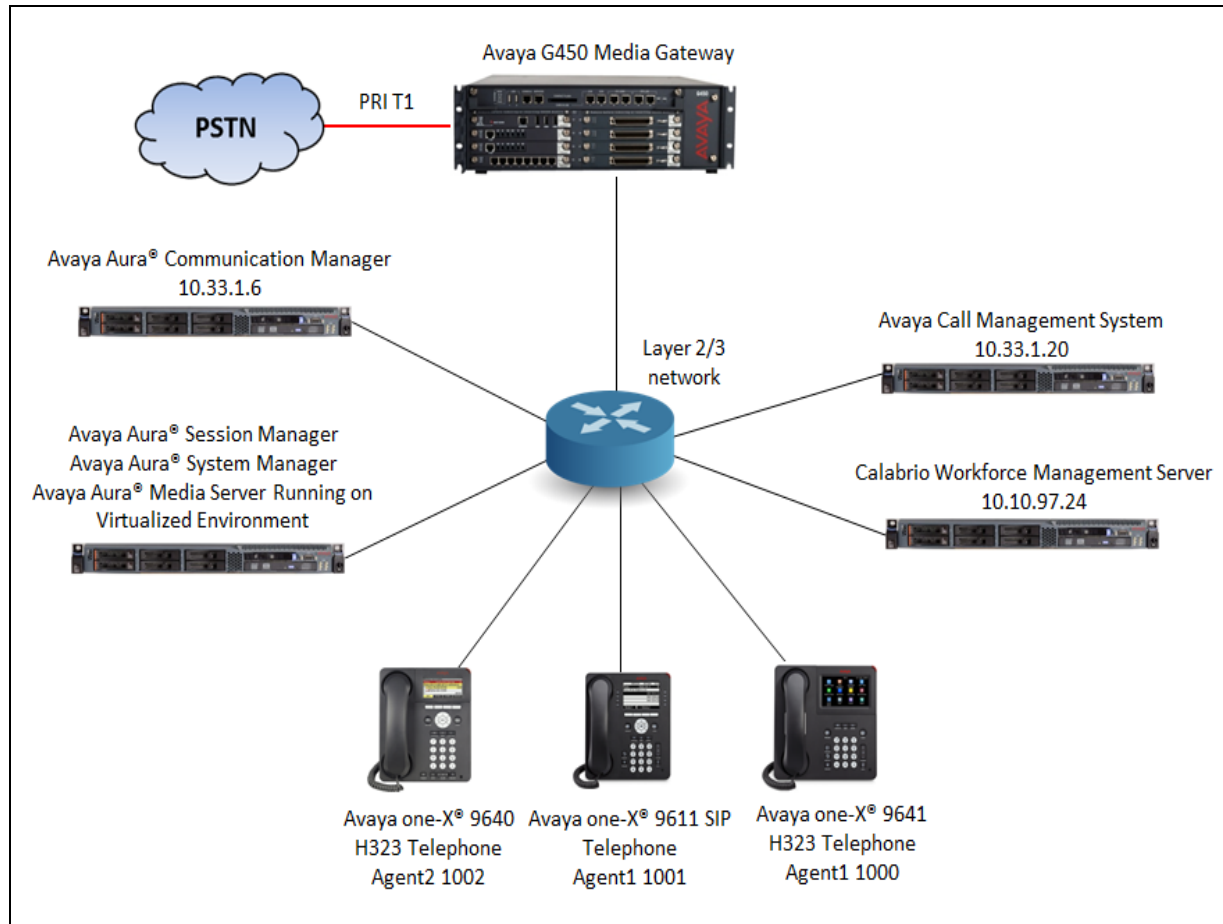 Avaya G450 Media Gateway
PRI T1
PSTN
AVAYA
Avaya Aura® Communication Manager
10.33.1.6
Layer 2/3
network
Avaya Call Management System
10.33.1.20
Avaya Aura® Session Manager
Avaya Aura® System Manager
Avaya Aura® Media Server Running on
Virtualized Environment
Calabrio Workforce Management Server
10.10.97.24
Avaya one-X® 9640
H323 Telephone
Agent2 1002
Avaya one-X® 9611 SIP
Telephone
Agent1 1001
Avaya one-X® 9641
H323 Telephone
Agent1 1000